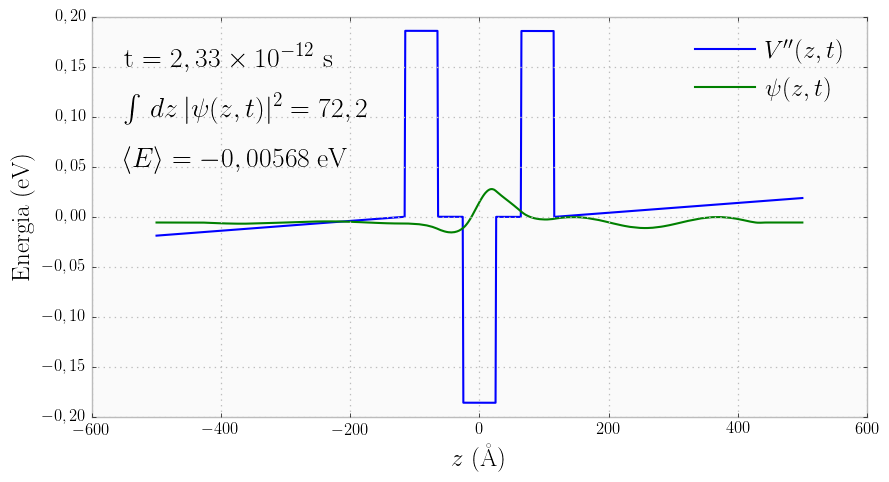 t = 2,33 × 10⁻¹² s
∫ dz |ψ(z, t)|² = 72,2
⟨E⟩ = −0,00568 eV
V″(z, t)
ψ(z, t)
Energia (eV)
0,20
0,15
0,10
0,05
0,00
−0,05
−0,10
−0,15
−0,20
−600
−400
−200
0
200
400
600
z (Å)